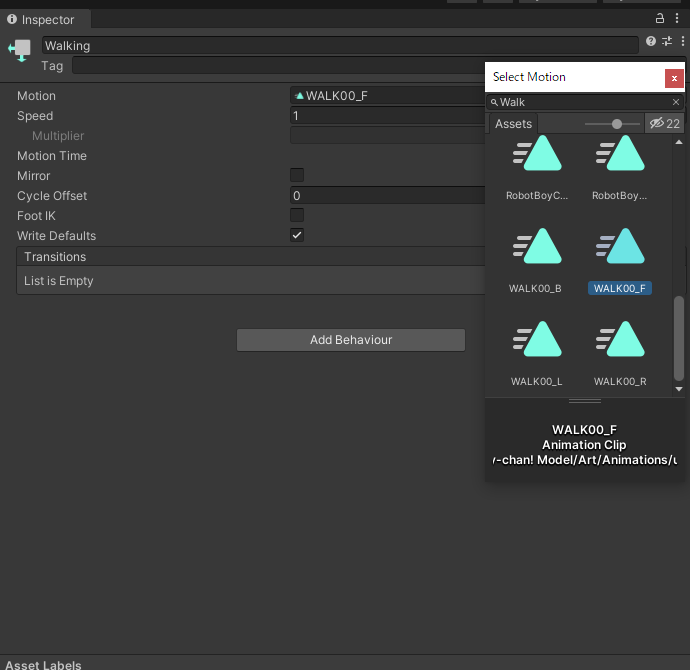 Inspector
Walking
Tag
Motion
WALK00_F
Speed
1
Multiplier
Motion Time
Mirror
Cycle Offset
0
Foot IK
Write Defaults
Transitions
List is Empty
Add Behaviour
Select Motion
x
Walk
Assets
22
RobotBoyC...
RobotBoy...
WALK00_B
WALK00_F
WALK00_L
WALK00_R
WALK00_F
Animation Clip
y-chan! Model/Art/Animations/u
Asset Labels